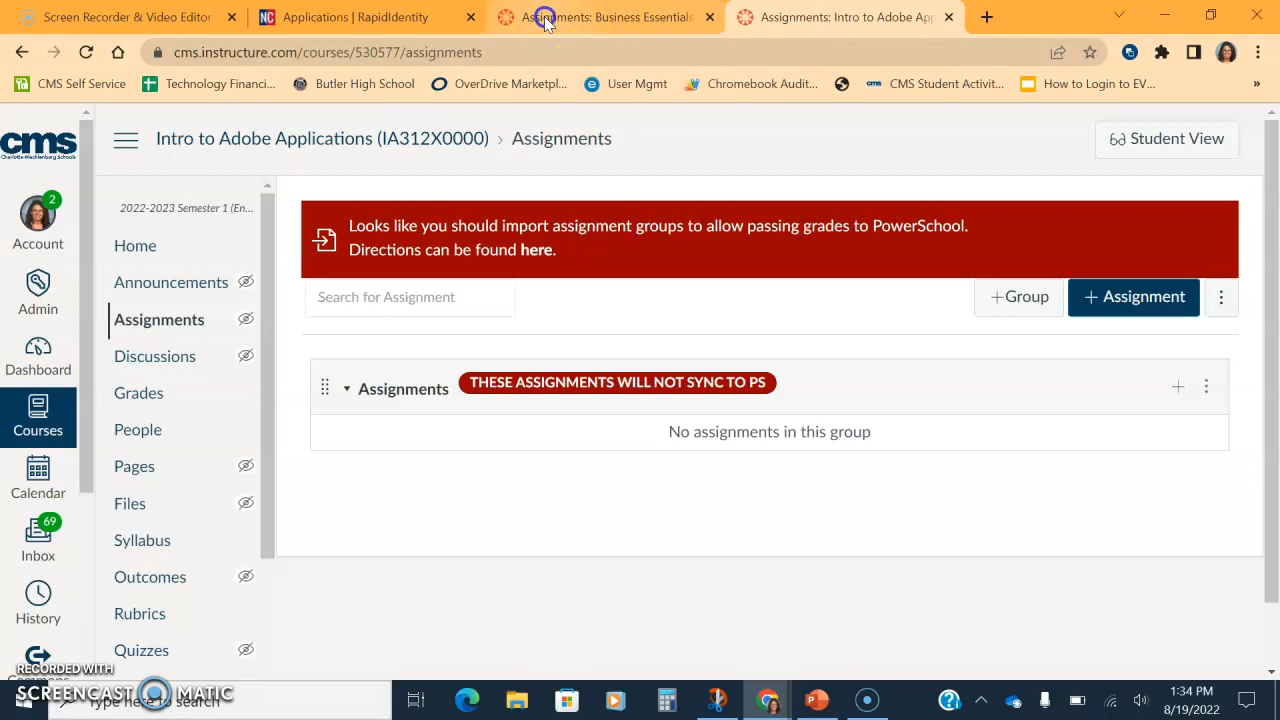 Screen Recorder & Video Editor
NC Applications | RapidIdentity
Assignments: Business Essentials
Assignments: Intro to Adobe Ap
cms.instructure.com/courses/530577/assignments
CMS Self Service
Technology Financi...
Butler High School
OverDrive Marketpl...
User Mgmt
Chromebook Audit...
cms CMS Student Activit...
How to Login to EV...
»
cms
Charlotte-Mecklenburg Schools
Intro to Adobe Applications (IA312X0000) › Assignments
Student View
2
Account
Admin
Dashboard
Courses
Calendar
69
Inbox
History
2022-2023 Semester 1 (En...
Home
Announcements
Assignments
Discussions
Grades
People
Pages
Files
Syllabus
Outcomes
Rubrics
Quizzes
Looks like you should import assignment groups to allow passing grades to PowerSchool.
Directions can be found here.
Search for Assignment
+Group
+ Assignment
Assignments
THESE ASSIGNMENTS WILL NOT SYNC TO PS
No assignments in this group
RECORDED WITH
SCREENCAST MATIC
Type here to search
1:34 PM
8/19/2022